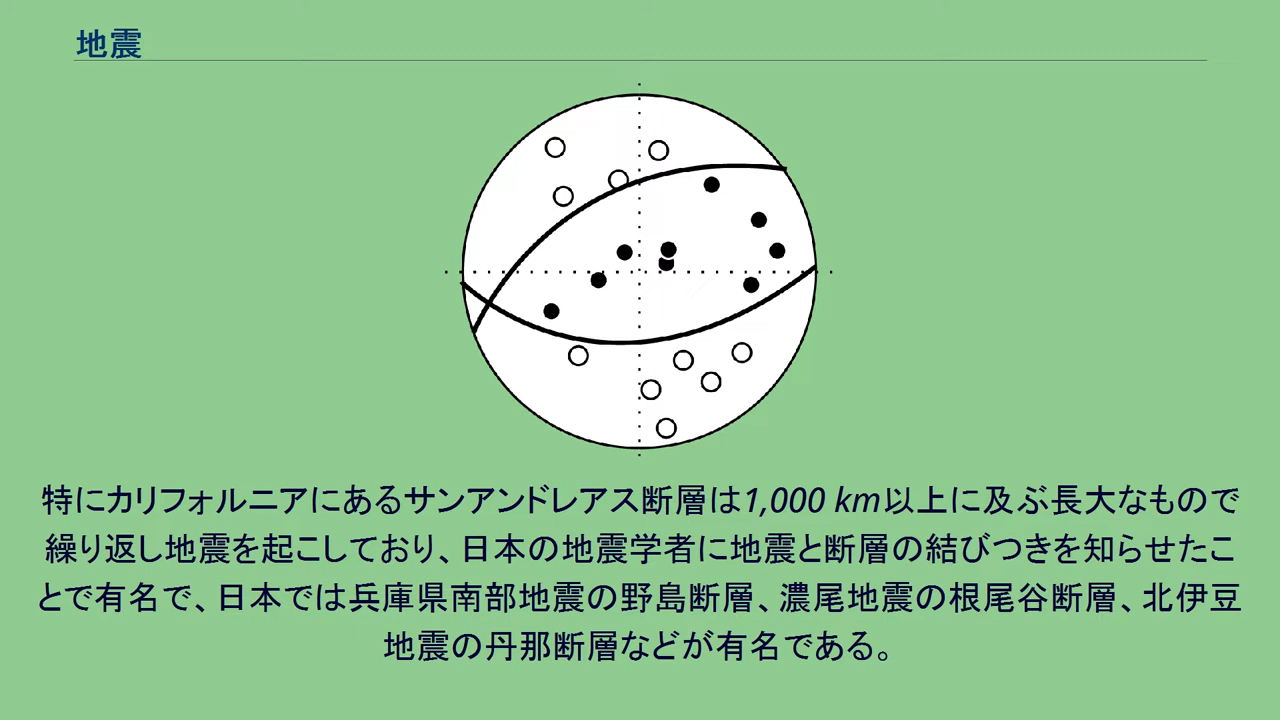 地震
特にカリフォルニアにあるサンアンドレアス断層は1,000 km以上に及ぶ長大なもので
繰り返し地震を起こしており、日本の地震学者に地震と断層の結びつきを知らせたこ
とで有名で、日本では兵庫県南部地震の野島断層、濃尾地震の根尾谷断層、北伊豆
地震の丹那断層などが有名である。